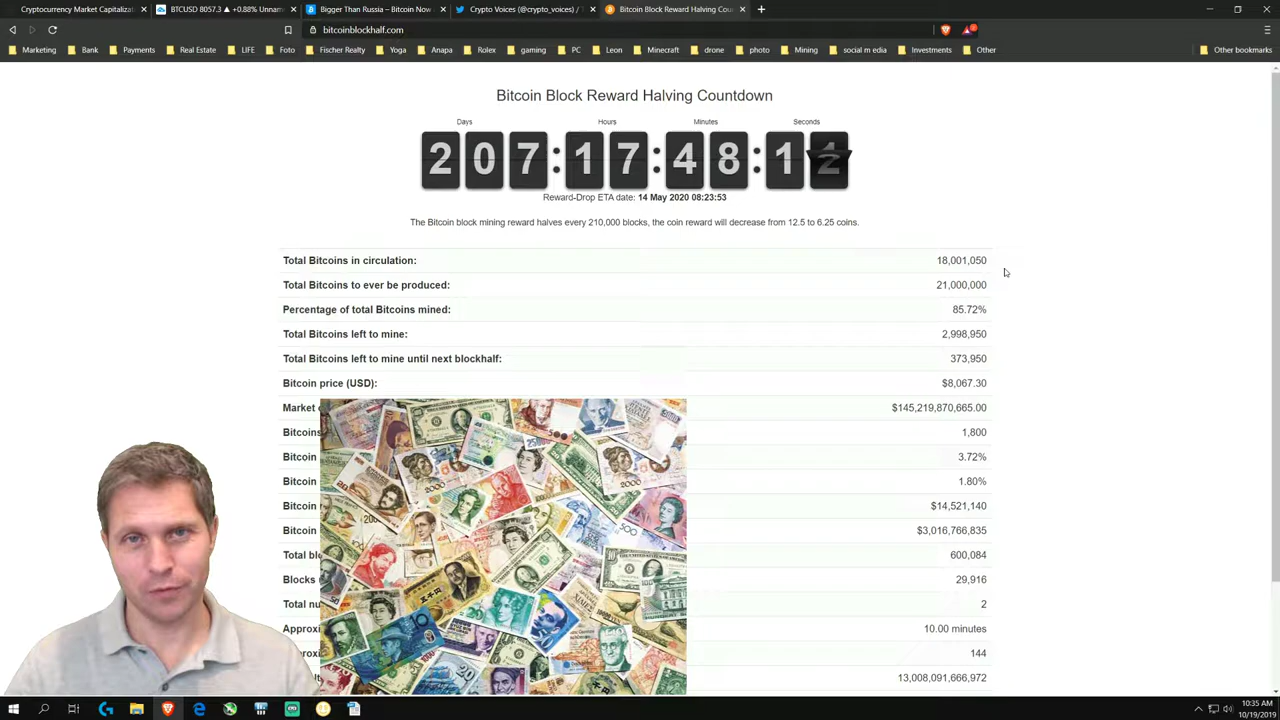 Cryptocurrency Market Capitaliza
BTCUSD 8057.3 ▲ +0.88% Unnam
Bigger Than Russia – Bitcoin Now
Crypto Voices (@crypto_voices) / T
Bitcoin Block Reward Halving Coun
bitcoinblockhalf.com
Marketing Bank Payments Real Estate LIFE Foto Fischer Realty Yoga Anapa Rolex gaming PC Leon Minecraft drone photo Mining social m edia Investments Other Other bookmarks
Bitcoin Block Reward Halving Countdown
Days Hours Minutes Seconds
207:17:48:12
Reward-Drop ETA date: 14 May 2020 08:23:53
The Bitcoin block mining reward halves every 210,000 blocks, the coin reward will decrease from 12.5 to 6.25 coins.
Total Bitcoins in circulation: 18,001,050
Total Bitcoins to ever be produced: 21,000,000
Percentage of total Bitcoins mined: 85.72%
Total Bitcoins left to mine: 2,998,950
Total Bitcoins left to mine until next blockhalf: 373,950
Bitcoin price (USD): $8,067.30
Market $145,219,870,665.00
Bitcoins 1,800
Bitcoin 3.72%
Bitcoin 1.80%
Bitcoin $14,521,140
Bitcoin $3,016,766,835
Total blo 600,084
Blocks 29,916
Total nu 2
Approxi 10.00 minutes
144
13,008,091,666,972
10:35 AM
10/19/2019